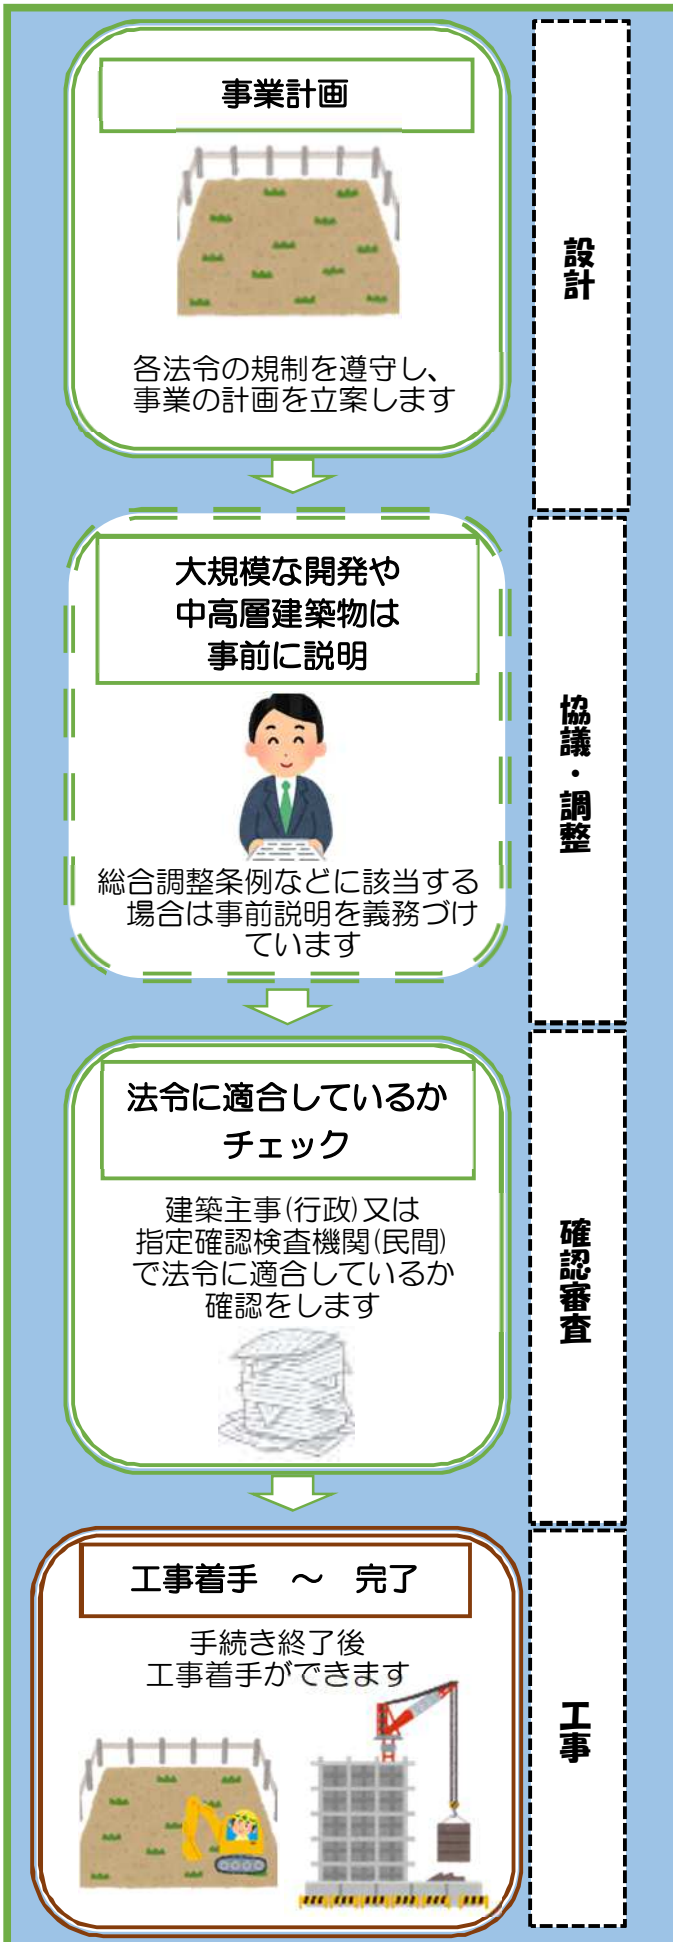 事業計画
各法令の規制を遵守し、
事業の計画を立案します
設計
大規模な開発や
中高層建築物は
事前に説明
総合調整条例などに該当する
場合は事前説明を義務づけ
ています
協議・調整
法令に適合しているか
チェック
建築主事(行政)又は
指定確認検査機関(民間)
で法令に適合しているか
確認をします
確認審査
工事着手　～　完了
手続き終了後
工事着手ができます
工事